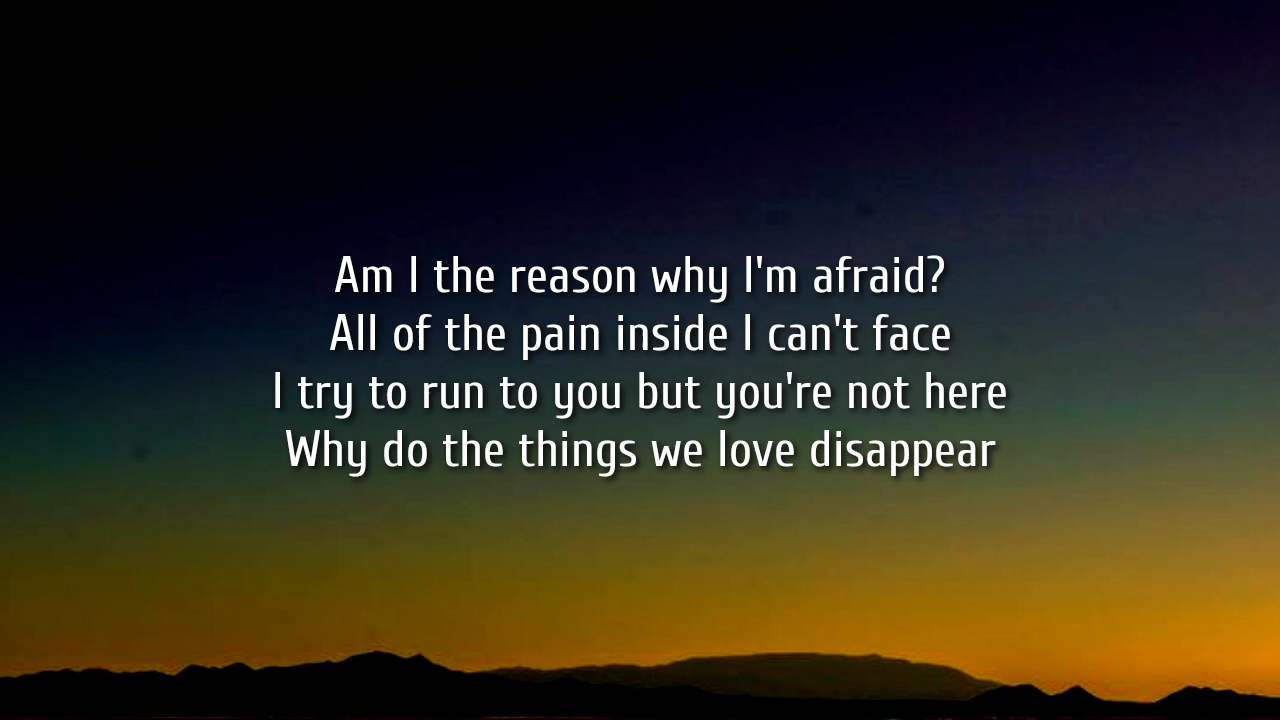 Am I the reason why I'm afraid?
All of the pain inside I can't face
I try to run to you but you're not here
Why do the things we love disappear